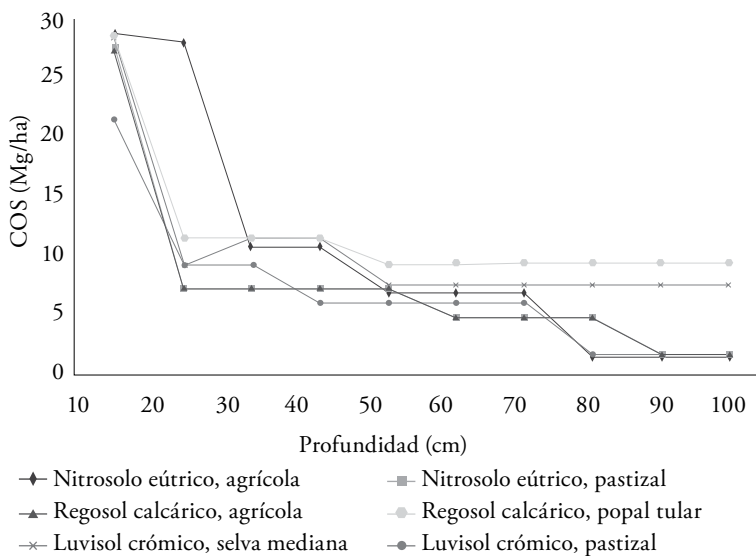 30
25
20
15
10
5
0
COS (Mg/ha)
10 20 30 40 50 60 70 80 90 100
Profundidad (cm)
Nitrosolo eútrico, agrícola
Nitrosolo eútrico, pastizal
Regosol calcárico, agrícola
Regosol calcárico, popal tular
Luvisol crómico, selva mediana
Luvisol crómico, pastizal